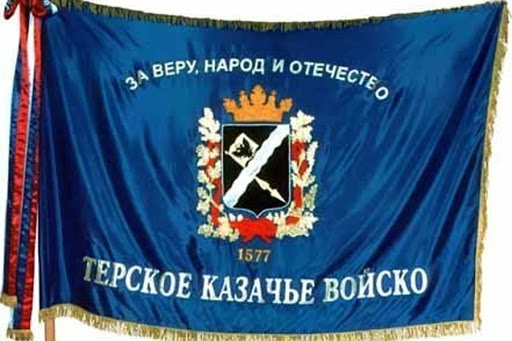 ЗА ВЕРУ, НАРОД И ОТЕЧЕСТВО
1577
ТЕРСКОЕ КАЗАЧЬЕ ВОЙСКО